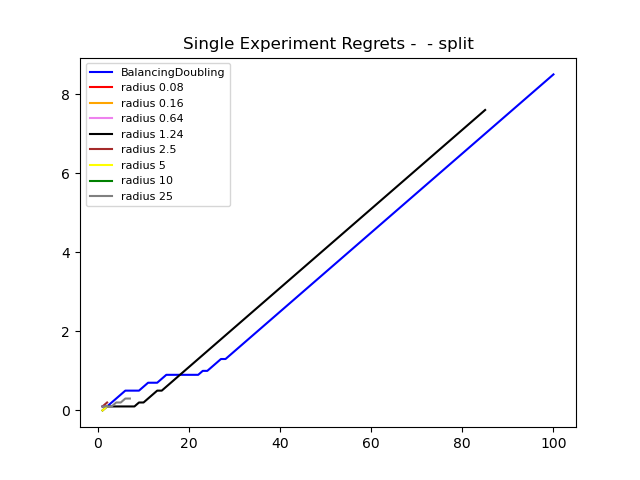 Single Experiment Regrets -  - split
BalancingDoubling
radius 0.08
radius 0.16
radius 0.64
radius 1.24
radius 2.5
radius 5
radius 10
radius 25
8
6
4
2
0
0 20 40 60 80 100